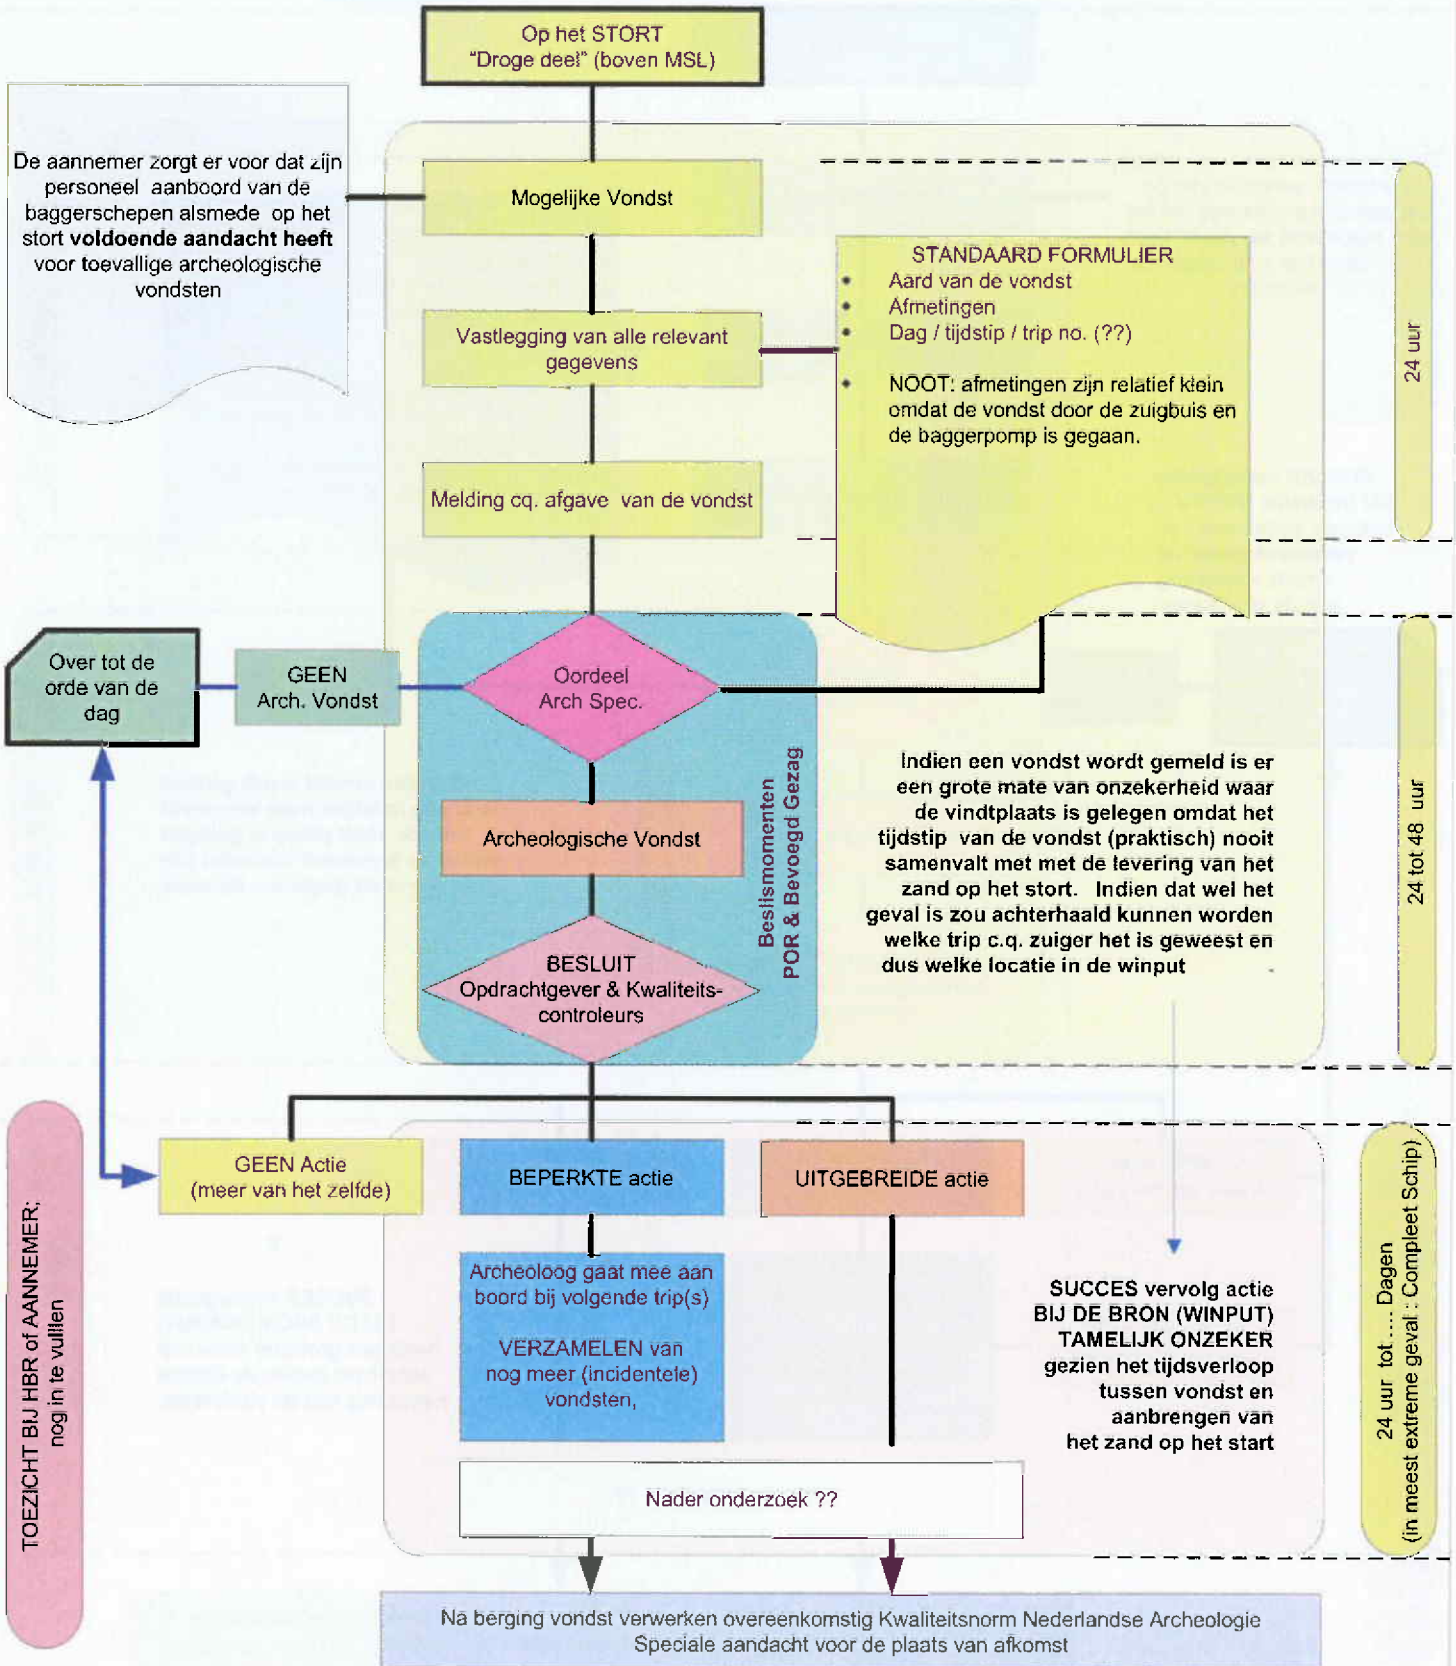 Op het STORT
"Droge deel" (boven MSL)
De aannemer zorgt er voor dat zijn
personeel aanboord van de
baggerschepen alsmede op het
stort voldoende aandacht heeft
voor toevallige archeologische
vondsten
Mogelijke Vondst
Vastlegging van alle relevant
gegevens
STANDAARD FORMULIER
• Aard van de vondst
• Afmetingen
• Dag / tijdstip / trip no. (??)
• NOOT: afmetingen zijn relatief klein
omdat de vondst door de zuigbuis en
de baggerpomp is gegaan.
24 uur
Melding cq. afgave van de vondst
Over tot de
orde van de
dag
GEEN
Arch. Vondst
Oordeel
Arch Spec.
Archeologische Vondst
BESLUIT
Opdrachtgever & Kwaliteits-
controleurs
Beslismomenten
POR & Bevoegd Gezag
Indien een vondst wordt gemeld is er
een grote mate van onzekerheid waar
de vindtplaats is gelegen omdat het
tijdstip van de vondst (praktisch) nooit
samenvalt met met de levering van het
zand op het stort. Indien dat wel het
geval is zou achterhaald kunnen worden
welke trip c.q. zuiger het is geweest en
dus welke locatie in de winput
24 tot 48 uur
TOEZICHT BIJ HBR of AANNEMER;
nog in te vulllen
GEEN Actie
(meer van het zelfde)
BEPERKTE actie
UITGEBREIDE actie
Archeoloog gaat mee aan
boord bij volgende trip(s)
VERZAMELEN van
nog meer (incidentele)
vondsten,
SUCCES vervolg actie
BIJ DE BRON (WINPUT)
TAMELIJK ONZEKER
gezien het tijdsverloop
tussen vondst en
aanbrengen van
het zand op het start
24 uur tot .... Dagen
(in meest extreme geval : Compleet Schip)
Nader onderzoek ??
Na berging vondst verwerken overeenkomstig Kwaliteitsnorm Nederlandse Archeologie
Speciale aandacht voor de plaats van afkomst